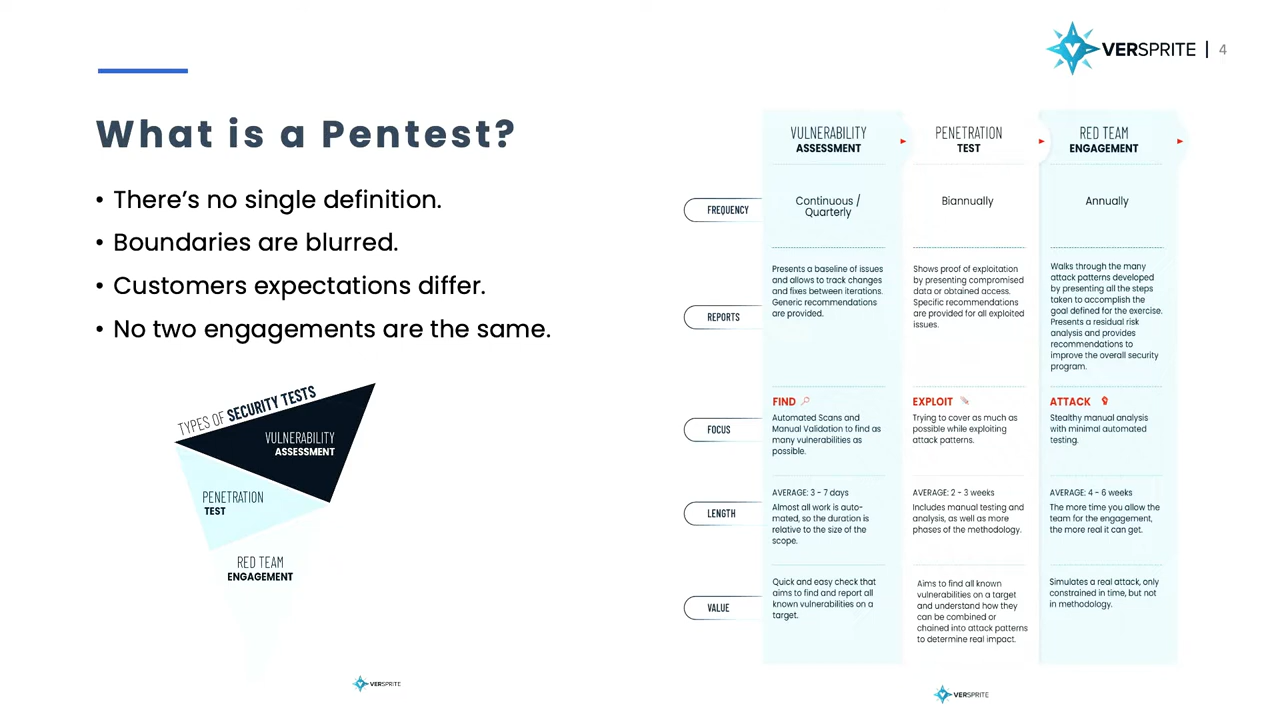 VERSPRITE | 4
What is a Pentest?
• There's no single definition.
• Boundaries are blurred.
• Customers expectations differ.
• No two engagements are the same.
TYPES OF SECURITY TESTS
VULNERABILITY
ASSESSMENT
PENETRATION
TEST
RED TEAM
ENGAGEMENT
VERSPRITE
VULNERABILITY
ASSESSMENT
PENETRATION
TEST
RED TEAM
ENGAGEMENT
FREQUENCY
Continuous /
Quarterly
Biannually
Annually
REPORTS
Presents a baseline of issues
and allows to track changes
and fixes between iterations.
Generic recommendations
are provided.
Shows proof of exploitation
by presenting compromised
data or obtained access.
Specific recommendations
are provided for all exploited
issues.
Walks through the many
attack patterns developed
by presenting all the steps
taken to accomplish the
goal defined for the exercise.
Presents a residual risk
analysis and provides
recommendations to
improve the overall security
program.
FOCUS
FIND
Automated Scans and
Manual Validation to find as
many vulnerabilities as
possible.
EXPLOIT
Trying to cover as much as
possible while exploiting
attack patterns.
ATTACK
Stealthy manual analysis
with minimal automated
testing.
LENGTH
AVERAGE: 3 - 7 days
Almost all work is auto-
mated, so the duration is
relative to the size of the
scope.
AVERAGE: 2 - 3 weeks
Includes manual testing and
analysis, as well as more
phases of the methodology.
AVERAGE: 4 - 6 weeks
The more time you allow the
team for the engagement,
the more real it can get.
VALUE
Quick and easy check that
aims to find and report all
known vulnerabilities on a
target.
Aims to find all known
vulnerabilities on a target
and understand how they
can be combined or
chained into attack patterns
to determine real impact.
Simulates a real attack, only
constrained in time, but not
in methodology.
VERSPRITE